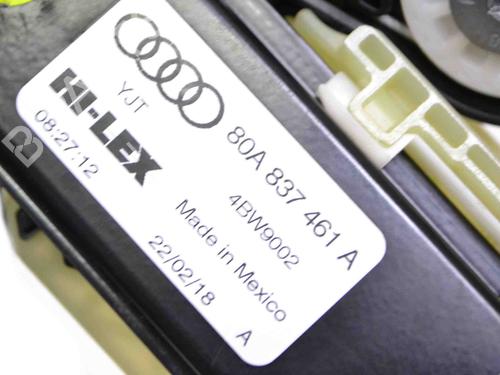 YJT
HI-LEX
08:27:12
80A 837 461 A
4BW9002
Made in Mexico
22/02/18
A